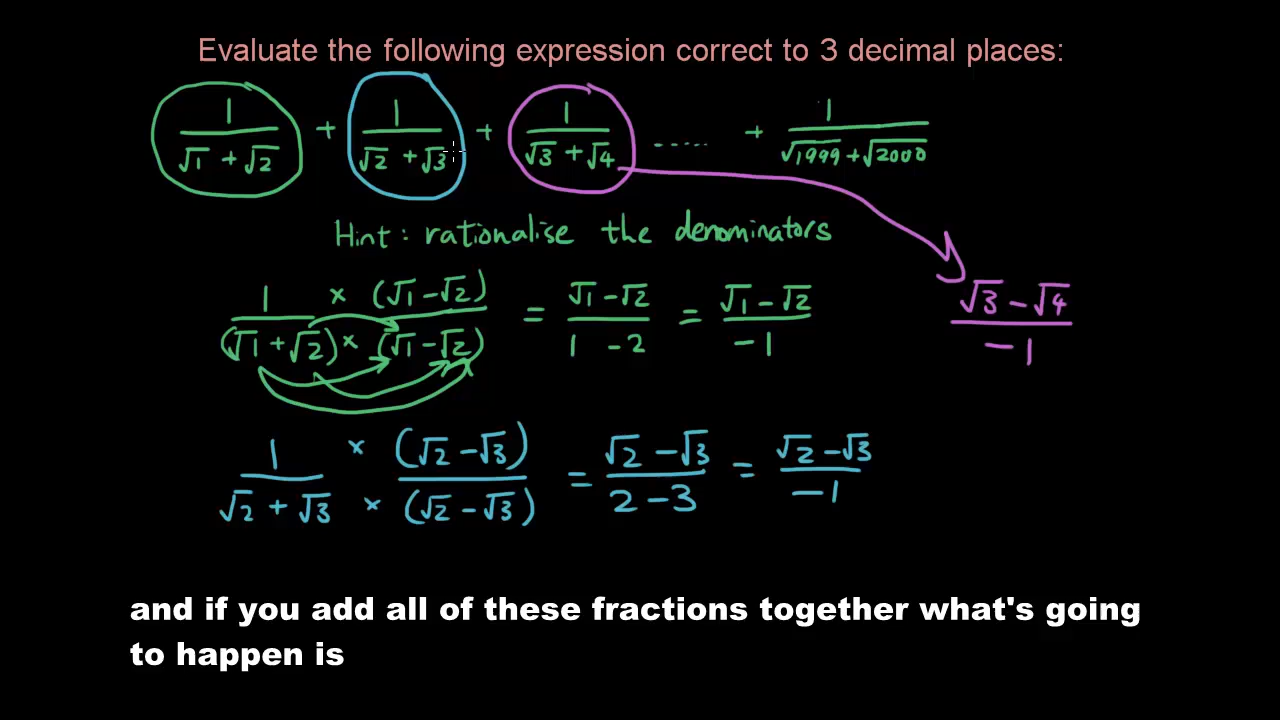 Evaluate the following expression correct to 3 decimal places:
1/(√1 + √2) + 1/(√2 + √3) + 1/(√3 + √4) ..... + 1/(√1999 + √2000)
Hint : rationalise the denominators
1/(√1 + √2) × (√1 − √2)/(√1 − √2) = (√1 − √2)/(1 − 2) = (√1 − √2)/−1
(√3 − √4)/−1
1/(√2 + √3) × (√2 − √3)/(√2 − √3) = (√2 − √3)/(2 − 3) = (√2 − √3)/−1
and if you add all of these fractions together what's going
to happen is